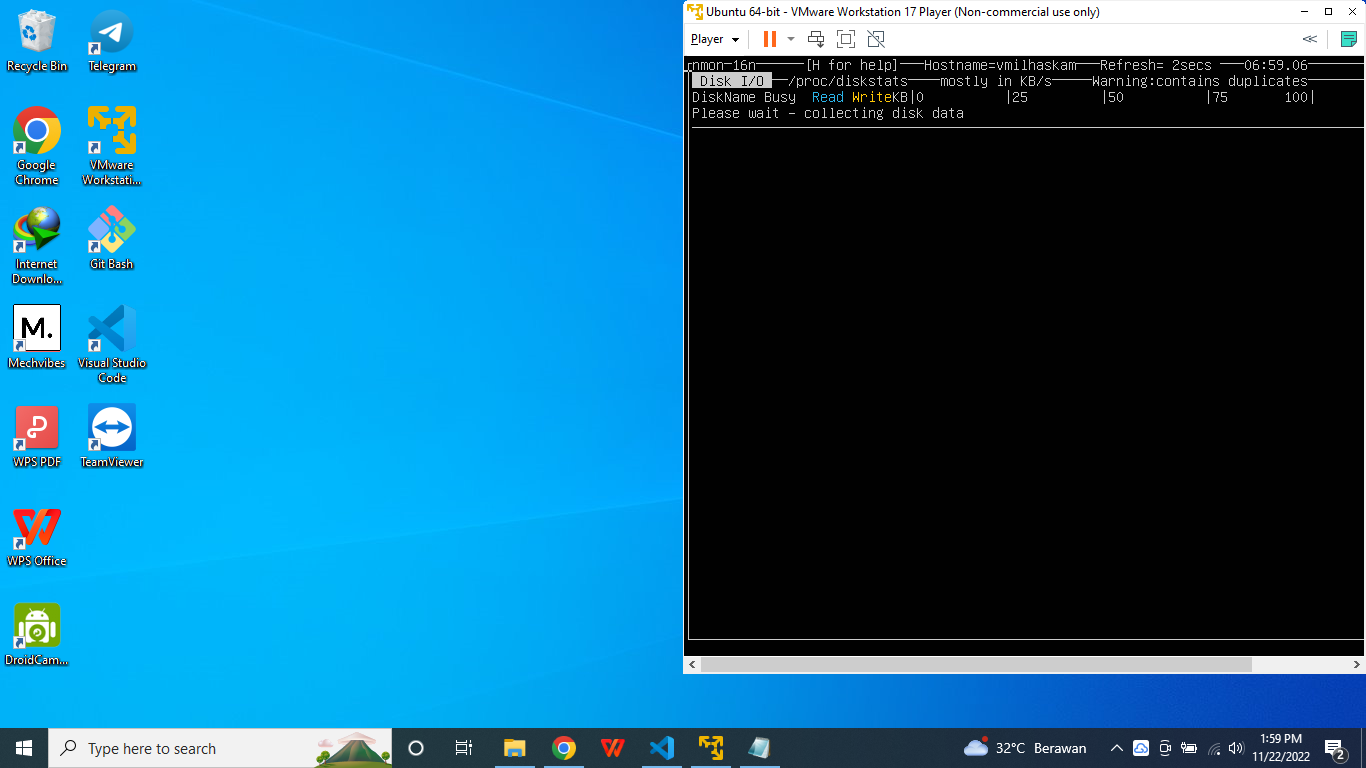 Recycle Bin
Telegram
Google
Chrome
VMware
Workstati...
Internet
Downlo...
Git Bash
M.
Mechvibes
Visual Studio
Code
WPS PDF
TeamViewer
WPS Office
DroidCam...
Ubuntu 64-bit - VMware Workstation 17 Player (Non-commercial use only)
Player
nmon-16n [H for help] Hostname=vmilhaskam Refresh= 2secs 06:59.06
Disk I/O /proc/diskstats mostly in KB/s Warning:contains duplicates
DiskName Busy Read WriteKB|0 |25 |50 |75 100|
Please wait - collecting disk data
Type here to search
32°C Berawan
1:59 PM
11/22/2022
2